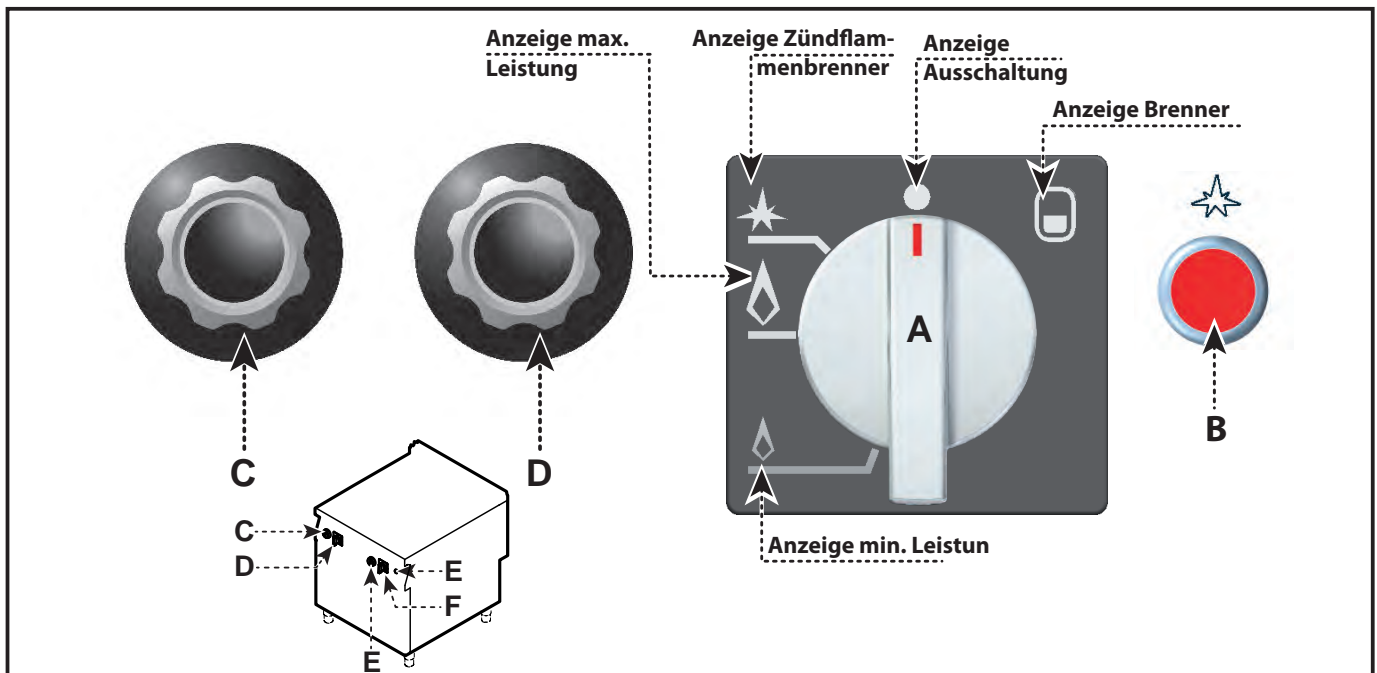 Anzeige max.
Leistung
Anzeige Zündflam-
menbrenner
Anzeige
Ausschaltung
Anzeige Brenner
A
B
C
D
C
D
E
F
E
Anzeige min. Leistun